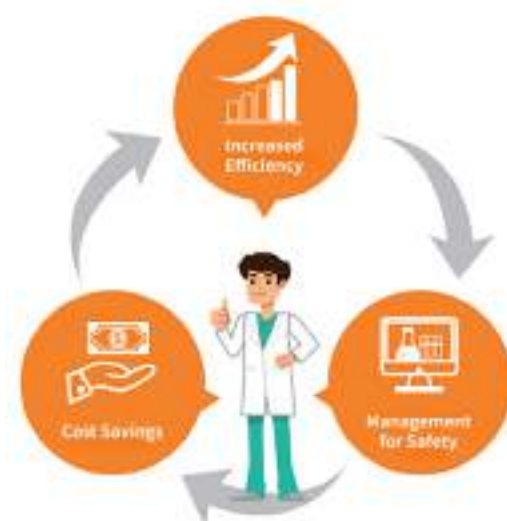 Increased
Efficiency
Management
for Safety
Cost Savings
$